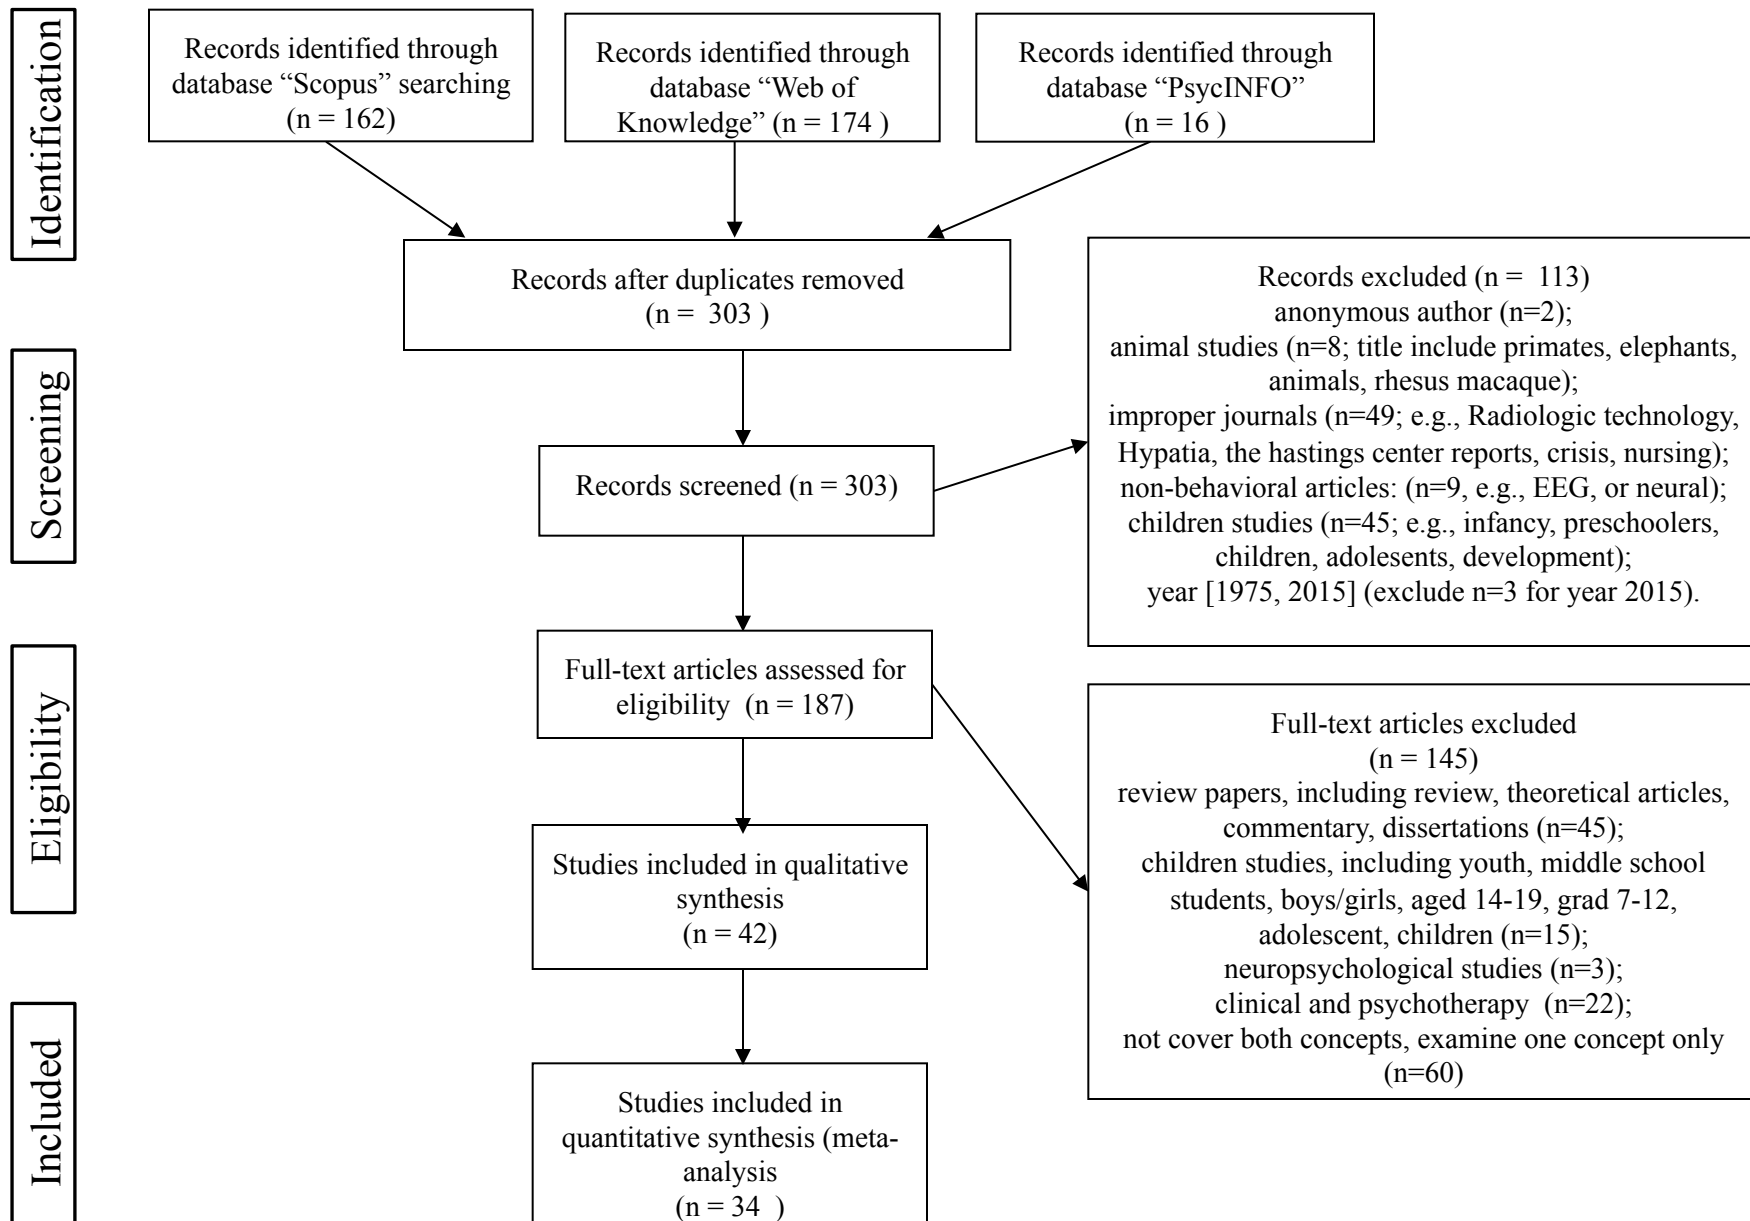 Identification
Records identified through
database “Scopus” searching
(n = 162)
Records identified through
database “Web of
Knowledge” (n = 174 )
Records identified through
database “PsycINFO”
(n = 16 )
Records after duplicates removed
(n =  303 )
Records excluded (n =  113)
anonymous author (n=2);
animal studies (n=8; title include primates, elephants,
animals, rhesus macaque);
improper journals (n=49; e.g., Radiologic technology,
Hypatia, the hastings center reports, crisis, nursing);
non-behavioral articles: (n=9, e.g., EEG, or neural);
children studies (n=45; e.g., infancy, preschoolers,
children, adolesents, development);
year [1975, 2015] (exclude n=3 for year 2015).
Screening
Records screened (n = 303)
Eligibility
Full-text articles assessed for
eligibility  (n = 187)
Full-text articles excluded
(n = 145)
review papers, including review, theoretical articles,
commentary, dissertations (n=45);
children studies, including youth, middle school
students, boys/girls, aged 14-19, grad 7-12,
adolescent, children (n=15);
neuropsychological studies (n=3);
clinical and psychotherapy  (n=22);
not cover both concepts, examine one concept only
(n=60)
Studies included in qualitative
synthesis
(n = 42)
Included
Studies included in
quantitative synthesis (meta-
analysis
(n = 34  )